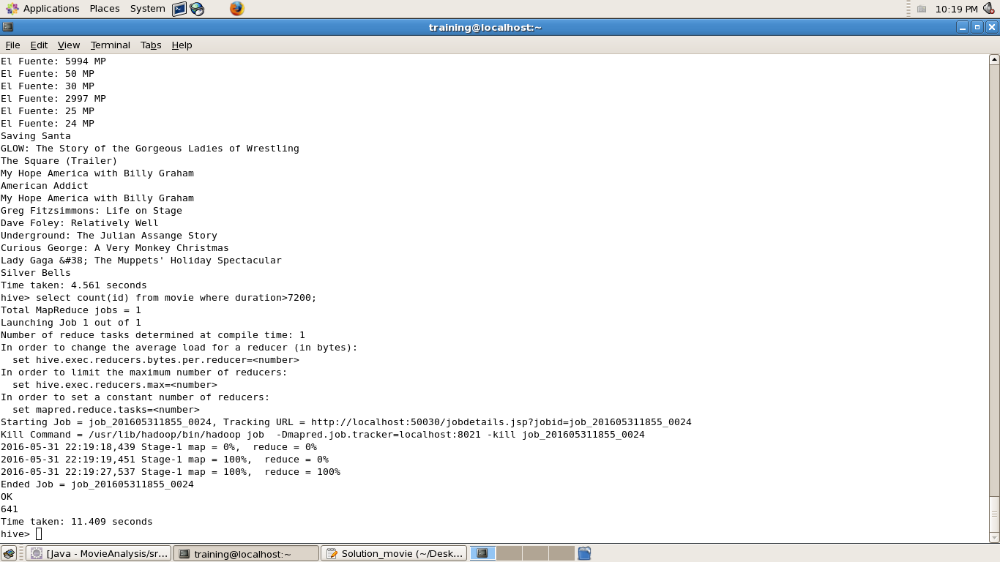 Applications Places System 10:19 PM
training@localhost:~
File Edit View Terminal Tabs Help
El Fuente: 5994 MP
El Fuente: 50 MP
El Fuente: 30 MP
El Fuente: 2997 MP
El Fuente: 25 MP
El Fuente: 24 MP
Saving Santa
GLOW: The Story of the Gorgeous Ladies of Wrestling
The Square (Trailer)
My Hope America with Billy Graham
American Addict
My Hope America with Billy Graham
Greg Fitzsimmons: Life on Stage
Dave Foley: Relatively Well
Underground: The Julian Assange Story
Curious George: A Very Monkey Christmas
Lady Gaga &#38; The Muppets' Holiday Spectacular
Silver Bells
Time taken: 4.561 seconds
hive> select count(id) from movie where duration>7200;
Total MapReduce jobs = 1
Launching Job 1 out of 1
Number of reduce tasks determined at compile time: 1
In order to change the average load for a reducer (in bytes):
  set hive.exec.reducers.bytes.per.reducer=<number>
In order to limit the maximum number of reducers:
  set hive.exec.reducers.max=<number>
In order to set a constant number of reducers:
  set mapred.reduce.tasks=<number>
Starting Job = job_201605311855_0024, Tracking URL = http://localhost:50030/jobdetails.jsp?jobid=job_201605311855_0024
Kill Command = /usr/lib/hadoop/bin/hadoop job  -Dmapred.job.tracker=localhost:8021 -kill job_201605311855_0024
2016-05-31 22:19:18,439 Stage-1 map = 0%,  reduce = 0%
2016-05-31 22:19:19,451 Stage-1 map = 100%,  reduce = 0%
2016-05-31 22:19:27,537 Stage-1 map = 100%,  reduce = 100%
Ended Job = job_201605311855_0024
OK
641
Time taken: 11.409 seconds
hive>
[Java - MovieAnalysis/sr... training@localhost:~ Solution_movie (~/Desk...